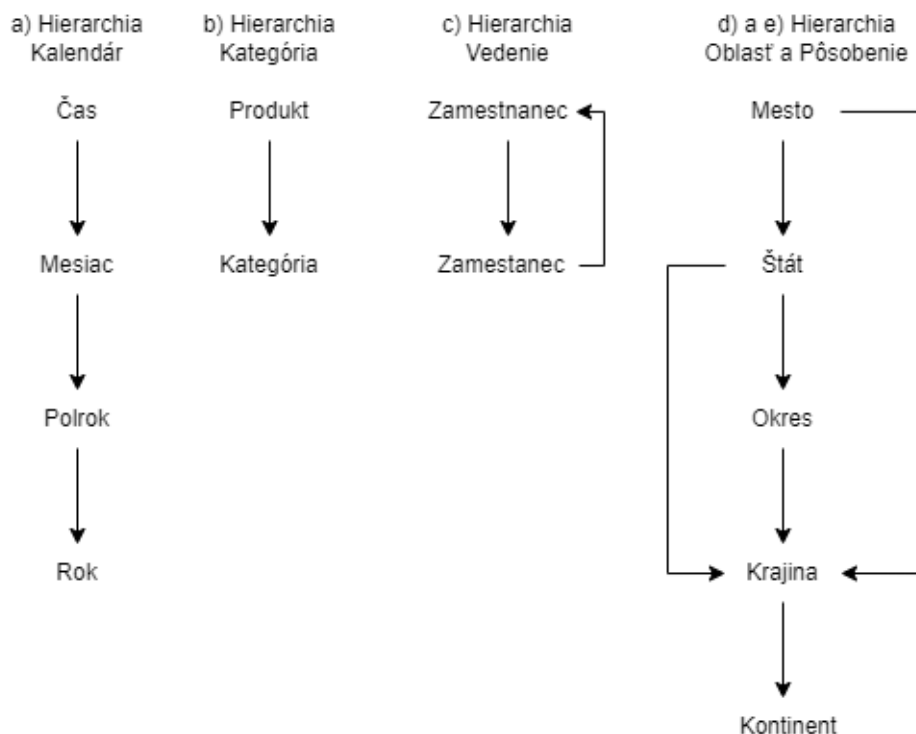 a) Hierarchia
Kalendár
Čas
Mesiac
Polrok
Rok
b) Hierarchia
Kategória
Produkt
Kategória
c) Hierarchia
Vedenie
Zamestnanec
Zamestanec
d) a e) Hierarchia
Oblasť a Pôsobenie
Mesto
Štát
Okres
Krajina
Kontinent